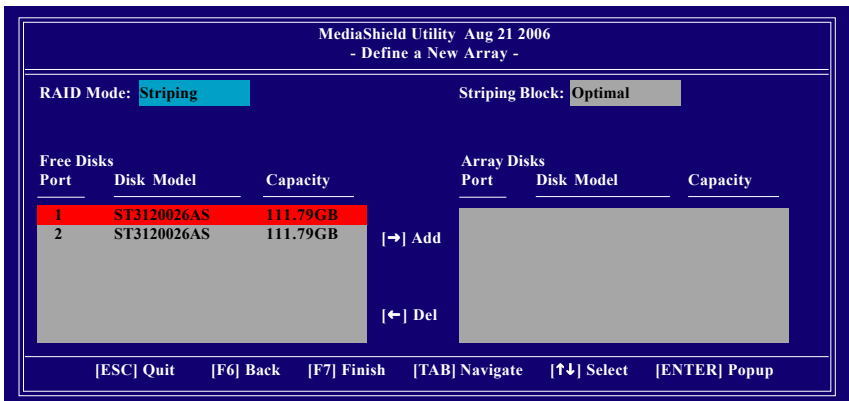 MediaShield Utility Aug 21 2006
- Define a New Array -
RAID Mode: Striping
Striping Block: Optimal
Free Disks
Port Disk Model Capacity
1 ST3120026AS 111.79GB
2 ST3120026AS 111.79GB
[→] Add
[←] Del
Array Disks
Port Disk Model Capacity
[ESC] Quit [F6] Back [F7] Finish [TAB] Navigate [↑↓] Select [ENTER] Popup